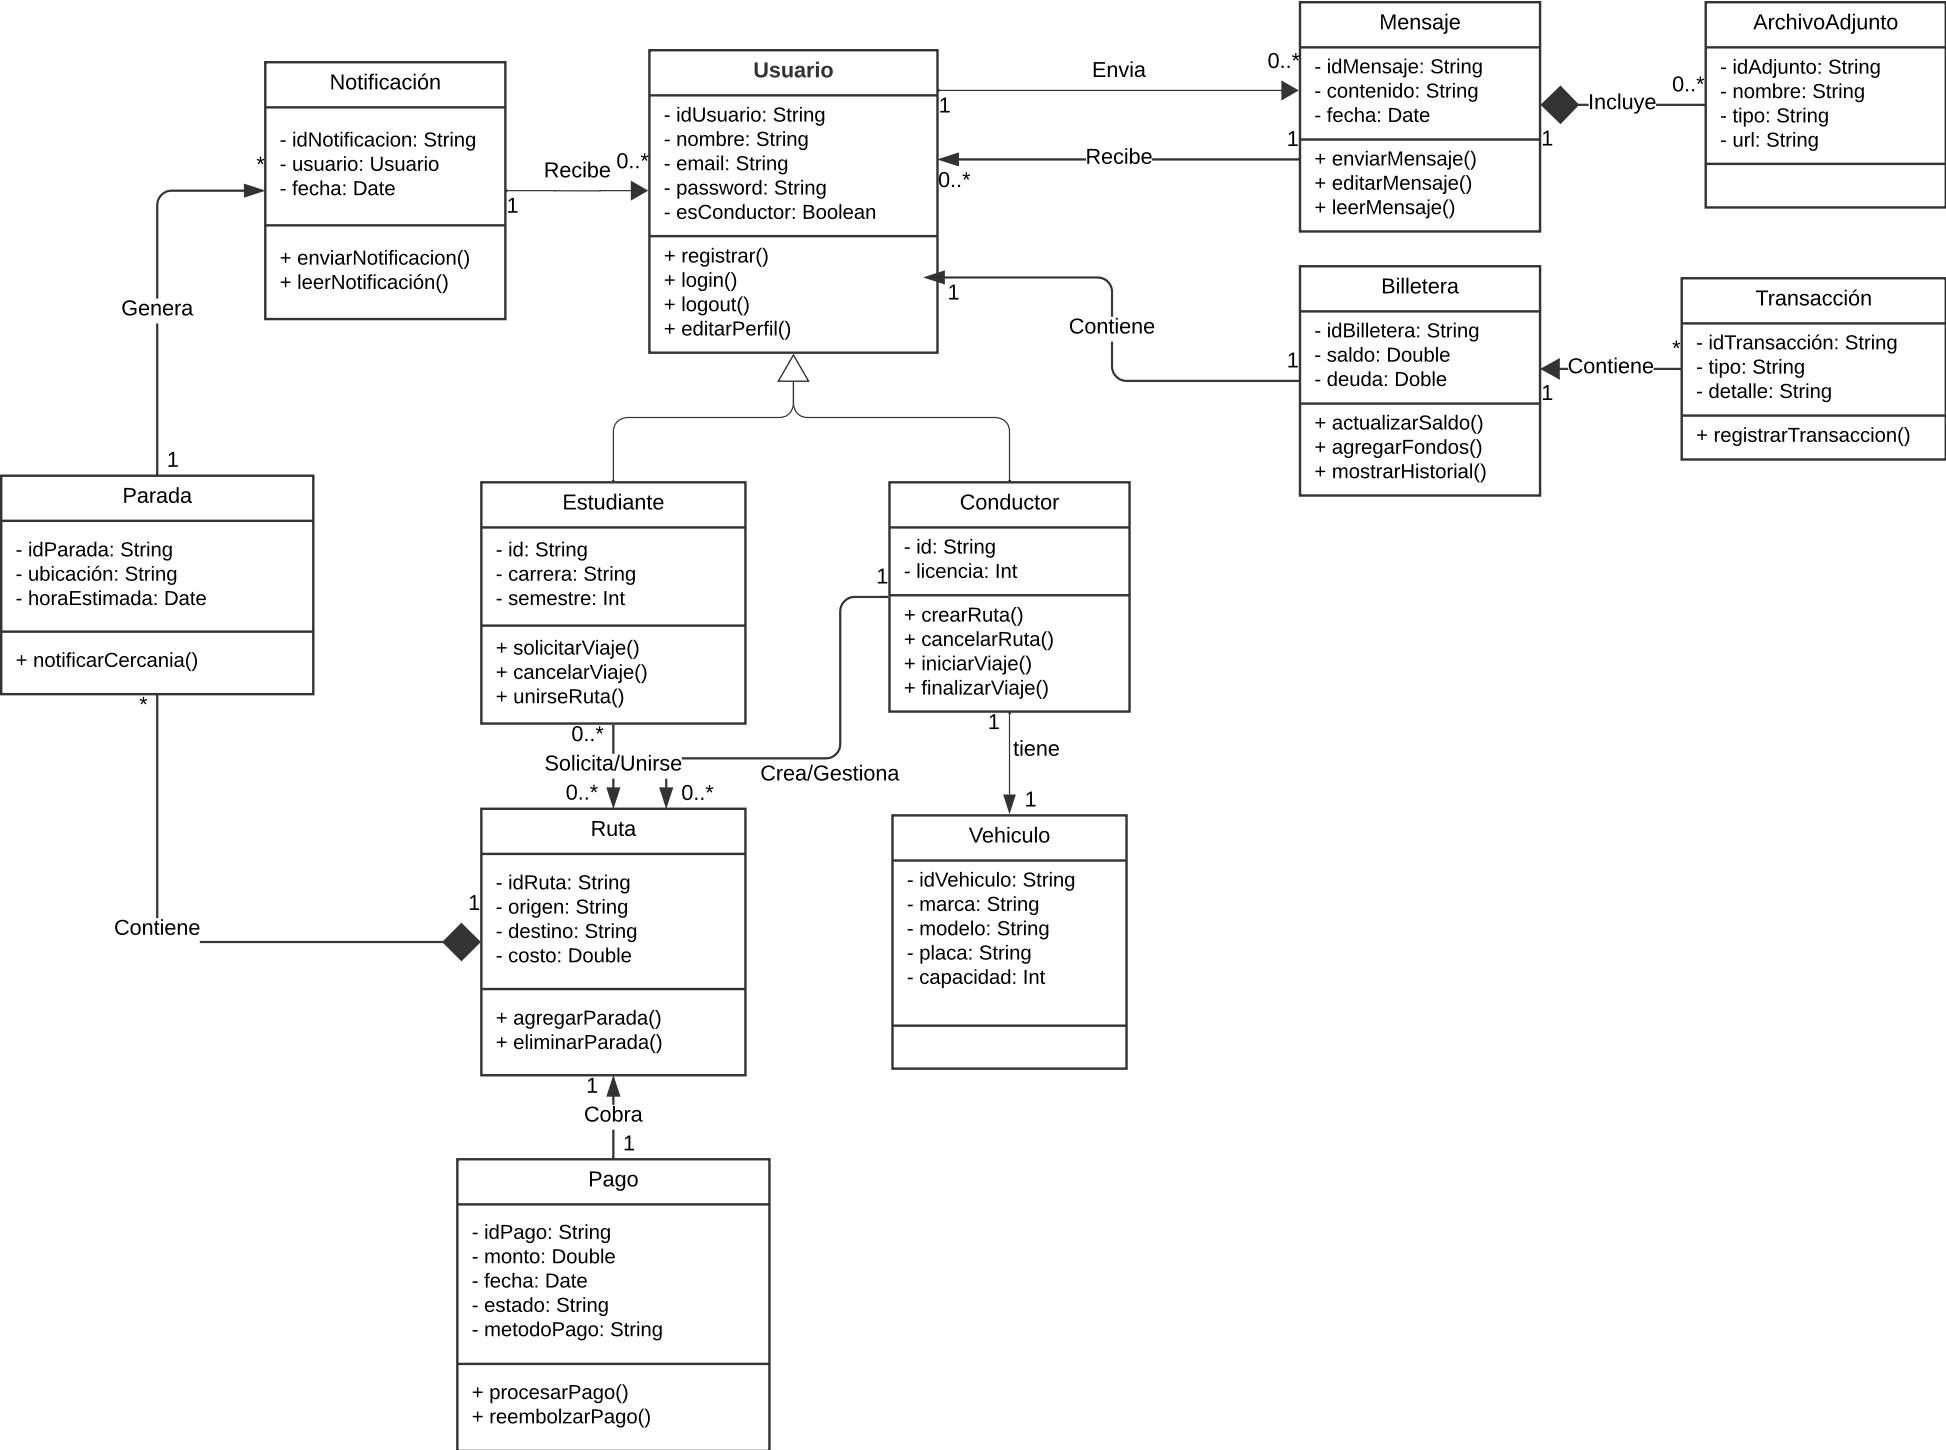 Notificación
- idNotificacion: String
- usuario: Usuario
- fecha: Date
+ enviarNotificacion()
+ leerNotificación()
*
Recibe
0..*
1
Usuario
- idUsuario: String
- nombre: String
- email: String
- password: String
- esConductor: Boolean
+ registrar()
+ login()
+ logout()
+ editarPerfil()
Envia
0..*
1
Recibe
1
0..*
Mensaje
- idMensaje: String
- contenido: String
- fecha: Date
+ enviarMensaje()
+ editarMensaje()
+ leerMensaje()
Incluye
0..*
1
ArchivoAdjunto
- idAdjunto: String
- nombre: String
- tipo: String
- url: String
1
Contiene
1
Billetera
- idBilletera: String
- saldo: Double
- deuda: Doble
+ actualizarSaldo()
+ agregarFondos()
+ mostrarHistorial()
Contiene
*
1
Transacción
- idTransacción: String
- tipo: String
- detalle: String
+ registrarTransaccion()
Genera
1
Parada
- idParada: String
- ubicación: String
- horaEstimada: Date
+ notificarCercania()
*
Contiene
1
Estudiante
- id: String
- carrera: String
- semestre: Int
+ solicitarViaje()
+ cancelarViaje()
+ unirseRuta()
0..*
Solicita/Unirse
0..*
Conductor
- id: String
- licencia: Int
+ crearRuta()
+ cancelarRuta()
+ iniciarViaje()
+ finalizarViaje()
1
Crea/Gestiona
0..*
1
tiene
1
Ruta
- idRuta: String
- origen: String
- destino: String
- costo: Double
+ agregarParada()
+ eliminarParada()
Vehiculo
- idVehiculo: String
- marca: String
- modelo: String
- placa: String
- capacidad: Int
1
Cobra
1
Pago
- idPago: String
- monto: Double
- fecha: Date
- estado: String
- metodoPago: String
+ procesarPago()
+ reembolzarPago()